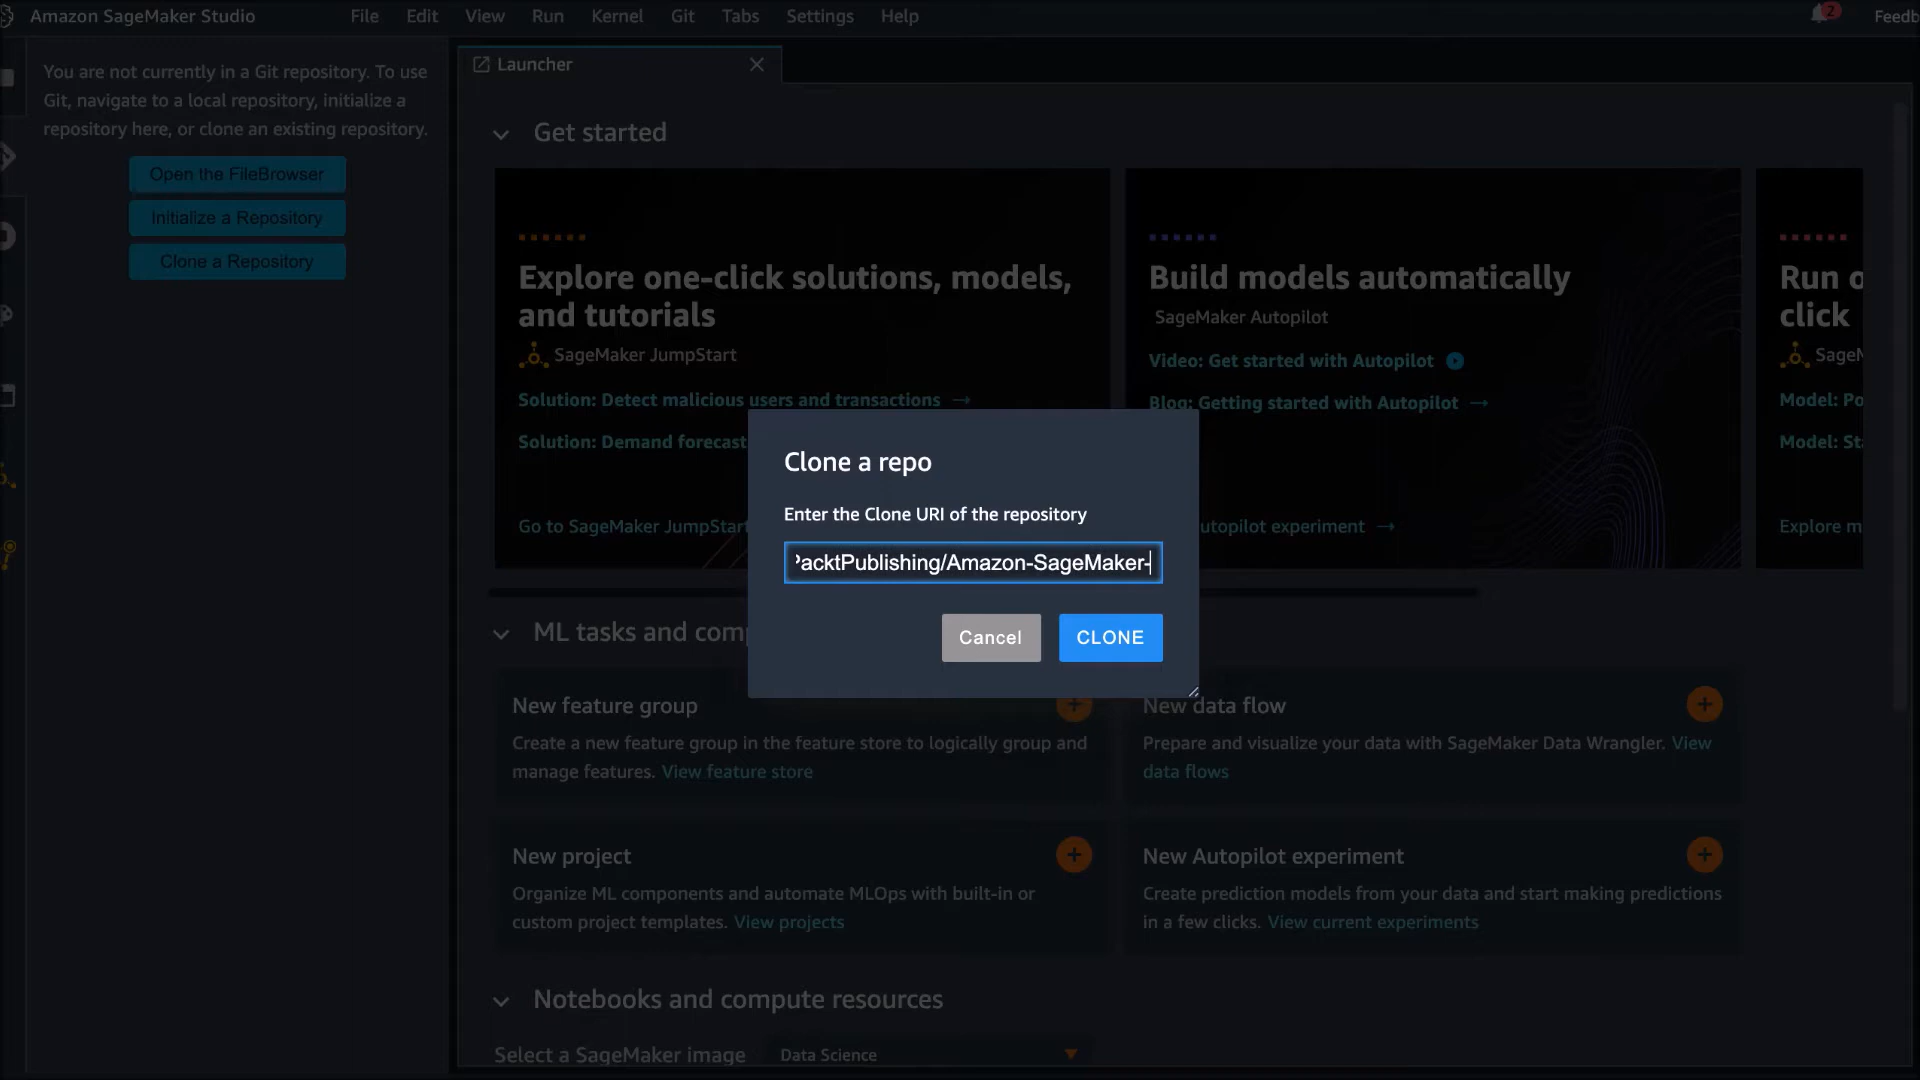 Amazon SageMaker Studio File Edit View Run Kernel Git Tabs Settings Help 2
You are not currently in a Git repository. To use
Git, navigate to a local repository, initialize a
repository here, or clone an existing repository.
Open the FileBrowser
Initialize a Repository
Clone a Repository
Launcher
Get started
Explore one-click solutions, models,
and tutorials
SageMaker JumpStart
Solution: Detect malicious users and transactions →
Solution: Demand
Go to SageMaker JumpStart
Build models automatically
SageMaker Autopilot
Video: Get started with Autopilot
Blog: Getting started with Autopilot →
experiment →
Run
click
Model:
Model:
Explore
Clone a repo
Enter the Clone URI of the repository
PacktPublishing/Amazon-SageMaker-
Cancel CLONE
ML tasks and
New feature group
Create a new feature group in the feature store to logically group and
manage features. View feature store
New data flow
Prepare and visualize your data with SageMaker Data Wrangler. View
data flows
New project
Organize ML components and automate MLOps with built-in or
custom project templates. View projects
New Autopilot experiment
Create prediction models from your data and start making predictions
in a few clicks. View current experiments
Notebooks and compute resources
Select a SageMaker image Data Science